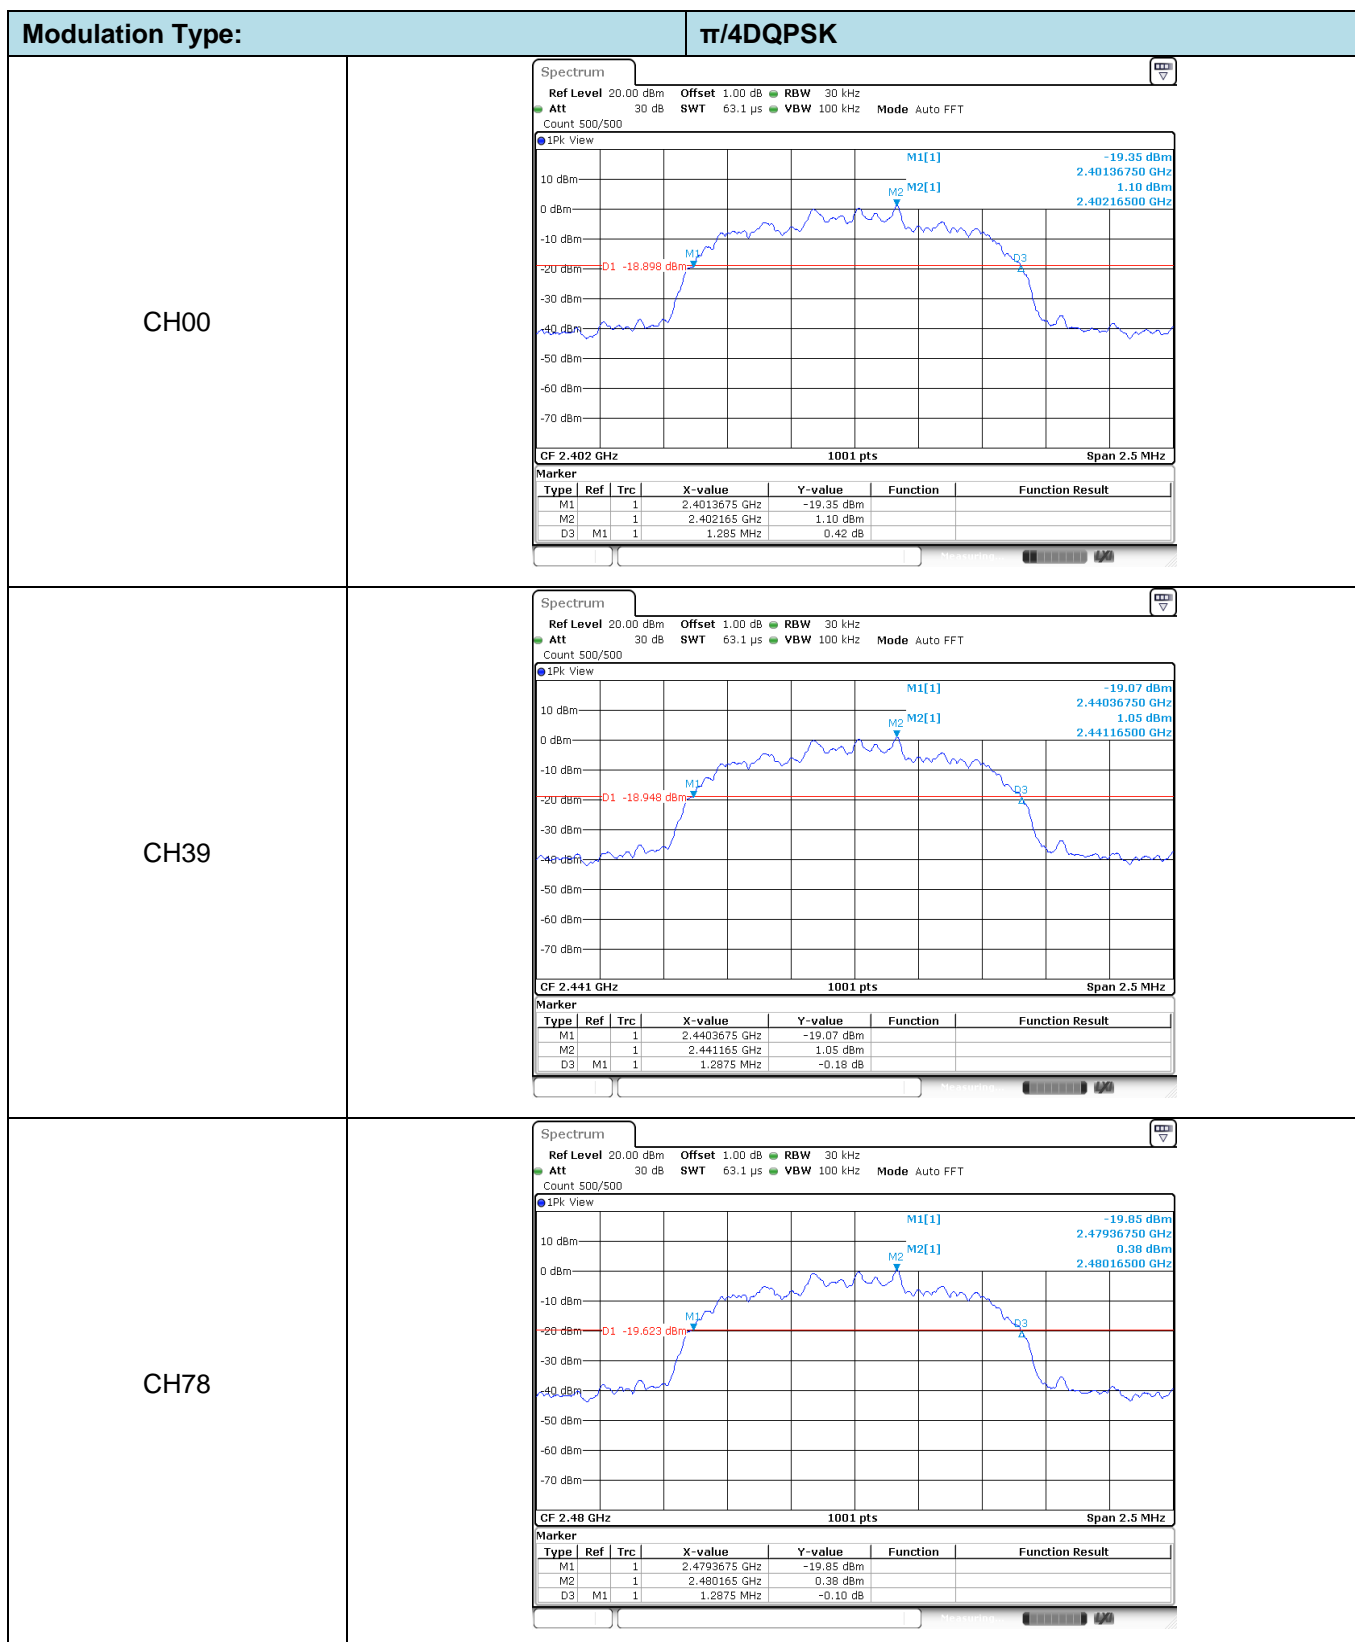 Modulation Type: π/4DQPSK
CH00
Spectrum
Ref Level 20.00 dBm Offset 1.00 dB RBW 30 kHz
Att 30 dB SWT 63.1 µs VBW 100 kHz Mode Auto FFT
Count 500/500
1Pk View
M1[1] -19.35 dBm
2.40136750 GHz
M2[1] 1.10 dBm
2.40216500 GHz
M2
10 dBm
0 dBm
-10 dBm
M1
D3
D1 -18.898 dBm
-20 dBm
-30 dBm
-40 dBm
-50 dBm
-60 dBm
-70 dBm
CF 2.402 GHz 1001 pts Span 2.5 MHz
Marker
Type Ref Trc X-value Y-value Function Function Result
M1 1 2.4013675 GHz -19.35 dBm
M2 1 2.402165 GHz 1.10 dBm
D3 M1 1 1.285 MHz 0.42 dB
Measuring...
CH39
Spectrum
Ref Level 20.00 dBm Offset 1.00 dB RBW 30 kHz
Att 30 dB SWT 63.1 µs VBW 100 kHz Mode Auto FFT
Count 500/500
1Pk View
M1[1] -19.07 dBm
2.44036750 GHz
M2[1] 1.05 dBm
2.44116500 GHz
M2
10 dBm
0 dBm
-10 dBm
M1
D3
D1 -18.948 dBm
-20 dBm
-30 dBm
-40 dBm
-50 dBm
-60 dBm
-70 dBm
CF 2.441 GHz 1001 pts Span 2.5 MHz
Marker
Type Ref Trc X-value Y-value Function Function Result
M1 1 2.4403675 GHz -19.07 dBm
M2 1 2.441165 GHz 1.05 dBm
D3 M1 1 1.2875 MHz -0.18 dB
Measuring...
CH78
Spectrum
Ref Level 20.00 dBm Offset 1.00 dB RBW 30 kHz
Att 30 dB SWT 63.1 µs VBW 100 kHz Mode Auto FFT
Count 500/500
1Pk View
M1[1] -19.85 dBm
2.47936750 GHz
M2[1] 0.38 dBm
2.48016500 GHz
M2
10 dBm
0 dBm
-10 dBm
M1
D3
D1 -19.623 dBm
-20 dBm
-30 dBm
-40 dBm
-50 dBm
-60 dBm
-70 dBm
CF 2.48 GHz 1001 pts Span 2.5 MHz
Marker
Type Ref Trc X-value Y-value Function Function Result
M1 1 2.4793675 GHz -19.85 dBm
M2 1 2.480165 GHz 0.38 dBm
D3 M1 1 1.2875 MHz -0.10 dB
Measuring...